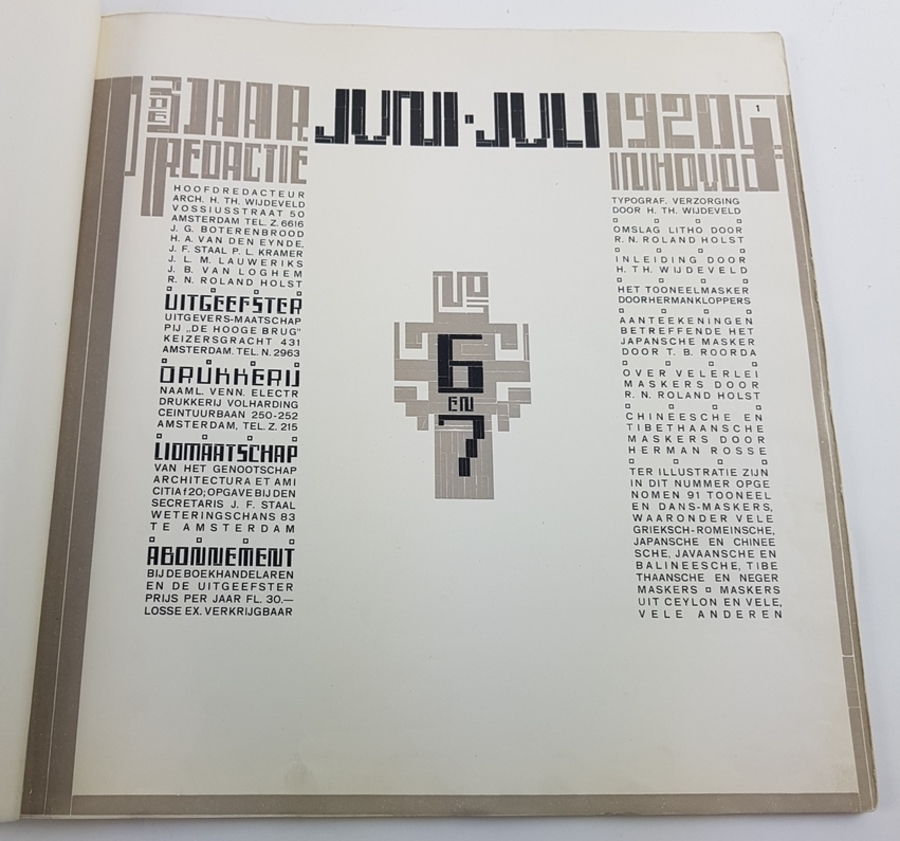 3DE JAAR JUNI·JULI 1920 1
REDACTIE
HOOFDREDACTEUR
ARCH. H. TH. WIJDEVELD
VOSSIUSSTRAAT 50
AMSTERDAM TEL. Z. 6616
J. G. BOTERENBROOD
H. A. VAN DEN EYNDE,
J. F. STAAL P. L. KRAMER
J. L. M. LAUWERIKS
J. B. VAN LOGHEM
R. N. ROLAND HOLST
UITGEEFSTER
UITGEVERS-MAATSCHAP
PIJ „DE HOOGE BRUG"
KEIZERSGRACHT 431
AMSTERDAM. TEL. N. 2963
DRUKKERIJ
NAAML. VENN. ELECTR
DRUKKERIJ VOLHARDING
CEINTUURBAAN 250-252
AMSTERDAM, TEL. Z. 215
LIDMAATSCHAP
VAN HET GENOOTSCHAP
ARCHITECTURA ET AMI
CITIA f 20; OPGAVE BIJ DEN
SECRETARIS J. F. STAAL
WETERINGSCHANS 83
TE AMSTERDAM
ABONNEMENT
BIJ DE BOEKHANDELAREN
EN DE UITGEEFSTER
PRIJS PER JAAR FL. 30.—
LOSSE EX. VERKRIJGBAAR
No
6
EN
7
INHOUD
TYPOGRAF. VERZORGING
DOOR H. TH. WIJDEVELD
OMSLAG LITHO DOOR
R. N. ROLAND HOLST
INLEIDING DOOR
H. TH. WIJDEVELD
HET TOONEELMASKER
DOOR HERMAN KLOPPERS
AANTEEKENINGEN
BETREFFENDE HET
JAPANSCHE MASKER
DOOR T. B. ROORDA
OVER VELERLEI
MASKERS DOOR
R. N. ROLAND HOLST
CHINEESCHE EN
TIBETHAANSCHE
MASKERS DOOR
HERMAN ROSSE
TER ILLUSTRATIE ZIJN
IN DIT NUMMER OPGE
NOMEN 91 TOONEEL
EN DANS-MASKERS,
WAARONDER VELE
GRIEKSCH-ROMEINSCHE,
JAPANSCHE EN CHINEE
SCHE, JAVAANSCHE EN
BALINEESCHE, TIBE
THAANSCHE EN NEGER
MASKERS ¤ MASKERS
UIT CEYLON EN VELE,
VELE ANDEREN